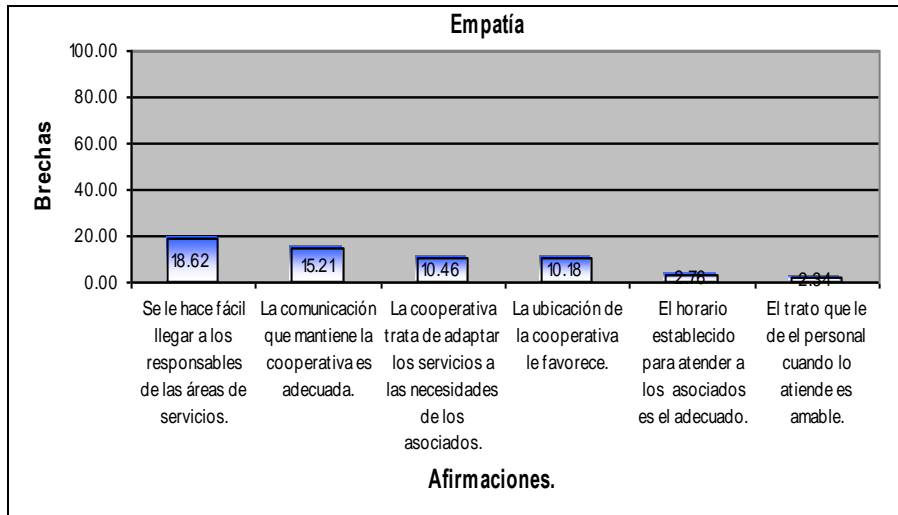 Empatía
Brechas
100.00
80.00
60.00
40.00
20.00
0.00
18.62
15.21
10.46
10.18
2.34
Se le hace fácil
llegar a los
responsables
de las áreas de
servicios.
La comunicación
que mantiene la
cooperativa es
adecuada.
La cooperativa
trata de adaptar
los servicios a
las necesidades
de los
asociados.
La ubicación de
la cooperativa
le favorece.
El horario
establecido
para atender a
los asociados
es el adecuado.
El trato que le
de el personal
cuando lo
atiende es
amable.
Afirmaciones.